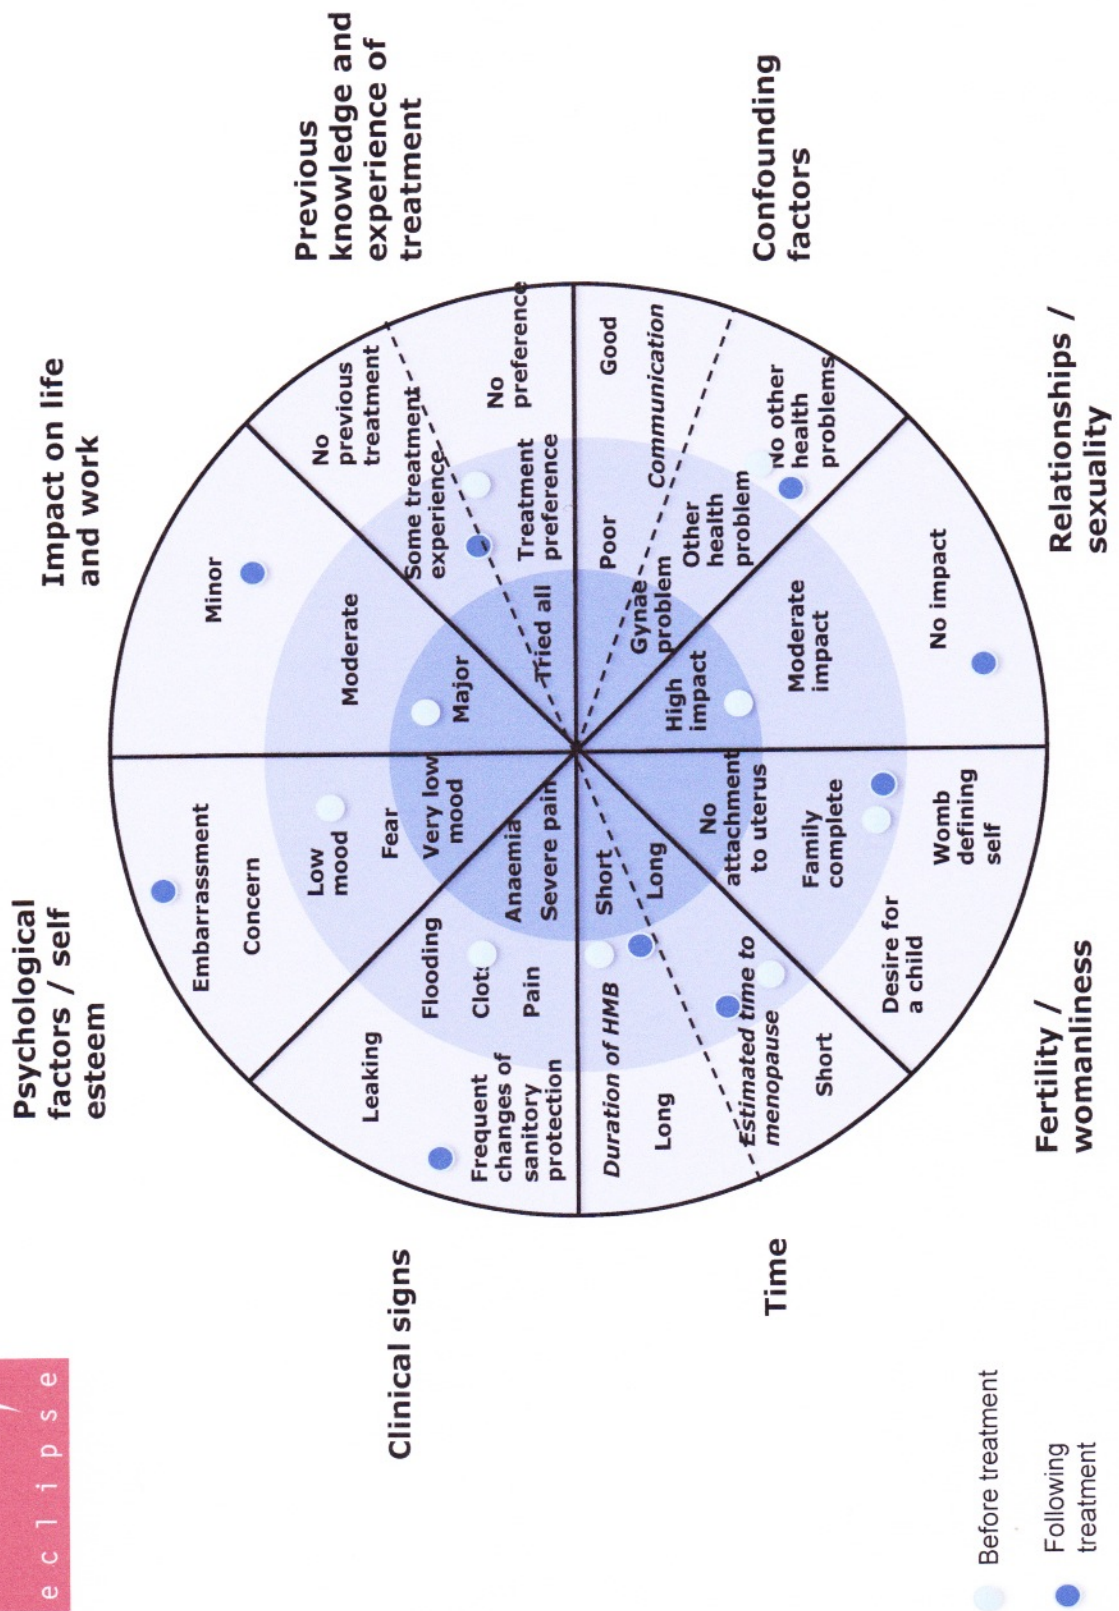 eclipse
Psychological
factors / self
esteem
Impact on life
and work
Previous
knowledge and
experience of
treatment
Confounding
factors
Relationships /
sexuality
Fertility /
womanliness
Time
Clinical signs
Embarrassment
Concern
Low
mood
Fear
Very low
mood
Minor
Moderate
Major
No
previous
treatment
Some treatment
experience
No
preference
Treatment
preference
Tried all
Good
Communication
Poor
No other
health
problems
Other
health
problem
Gynae
problem
High
impact
Moderate
impact
No impact
No
attachment
to uterus
Family
complete
Womb
defining
self
Desire for
a child
Short
Long
Duration of HMB
Long
Estimated time to
menopause
Short
Anaemia
Severe pain
Flooding
Clots
Pain
Leaking
Frequent
changes of
sanitory
protection
Before treatment
Following
treatment